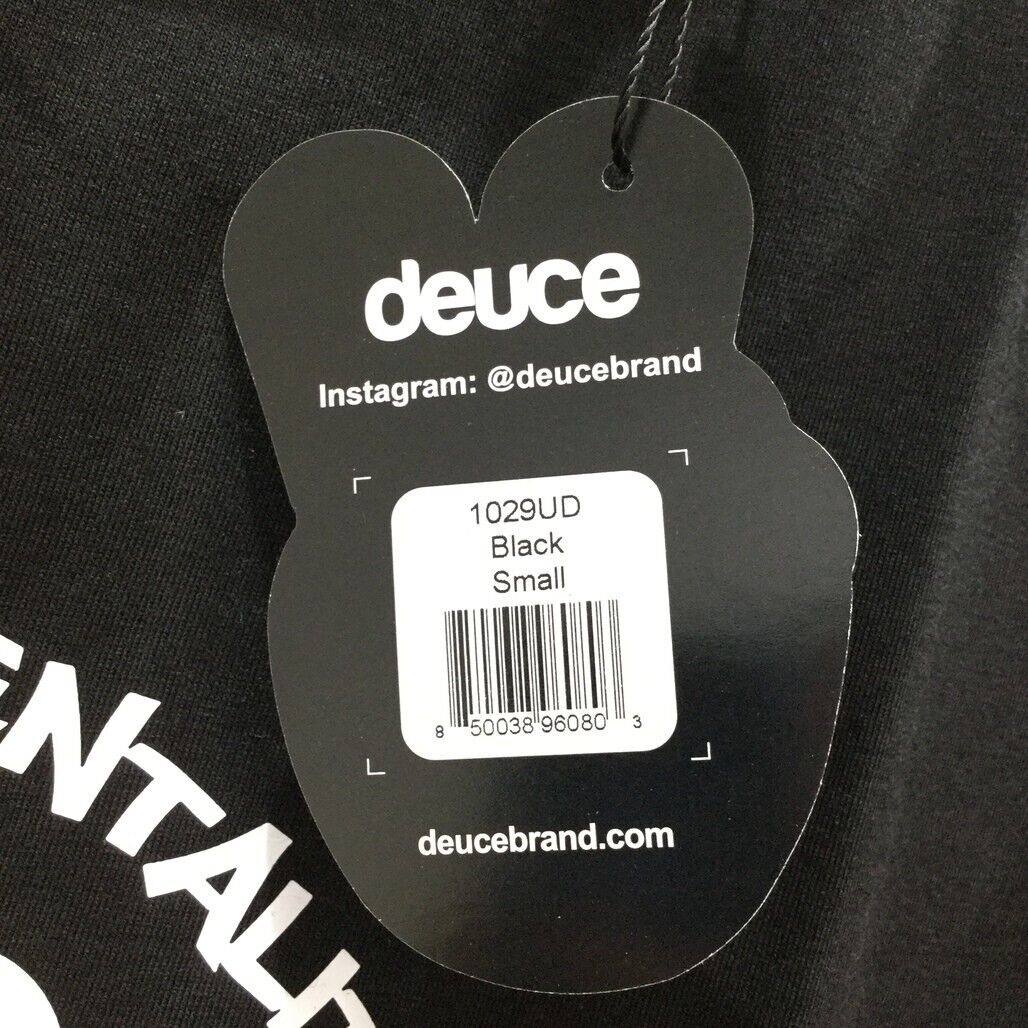 deuce
Instagram: @deucebrand
1029UD
Black
Small
8 50038 96080 3
deucebrand.com